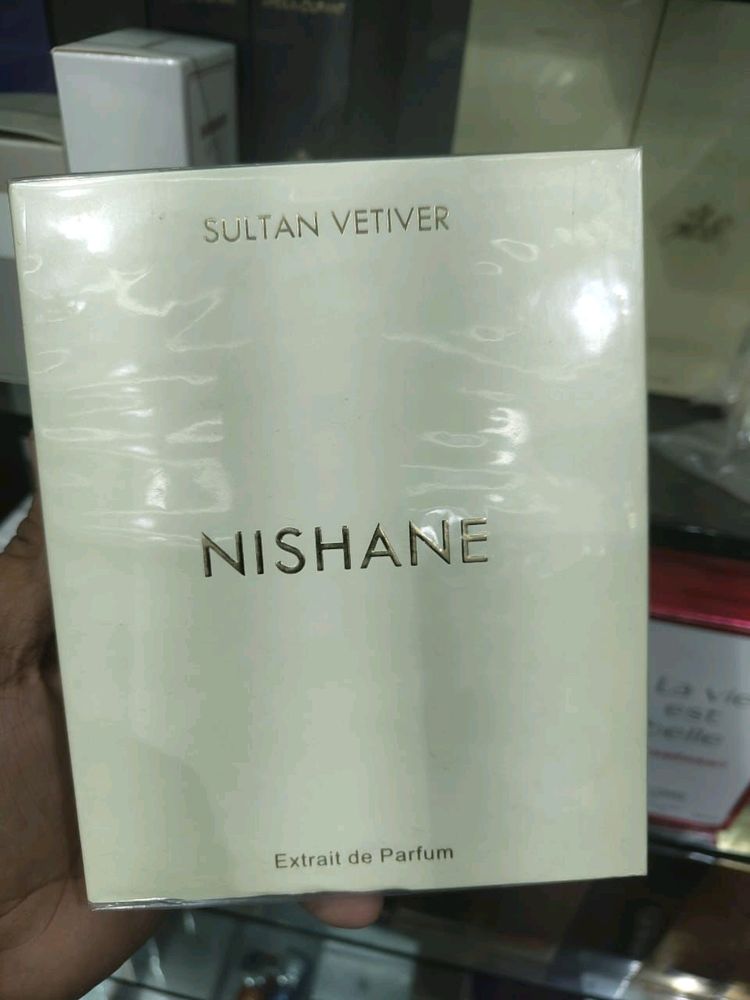 SULTAN VETIVER
NISHANE
Extrait de Parfum
La vie
est
belle